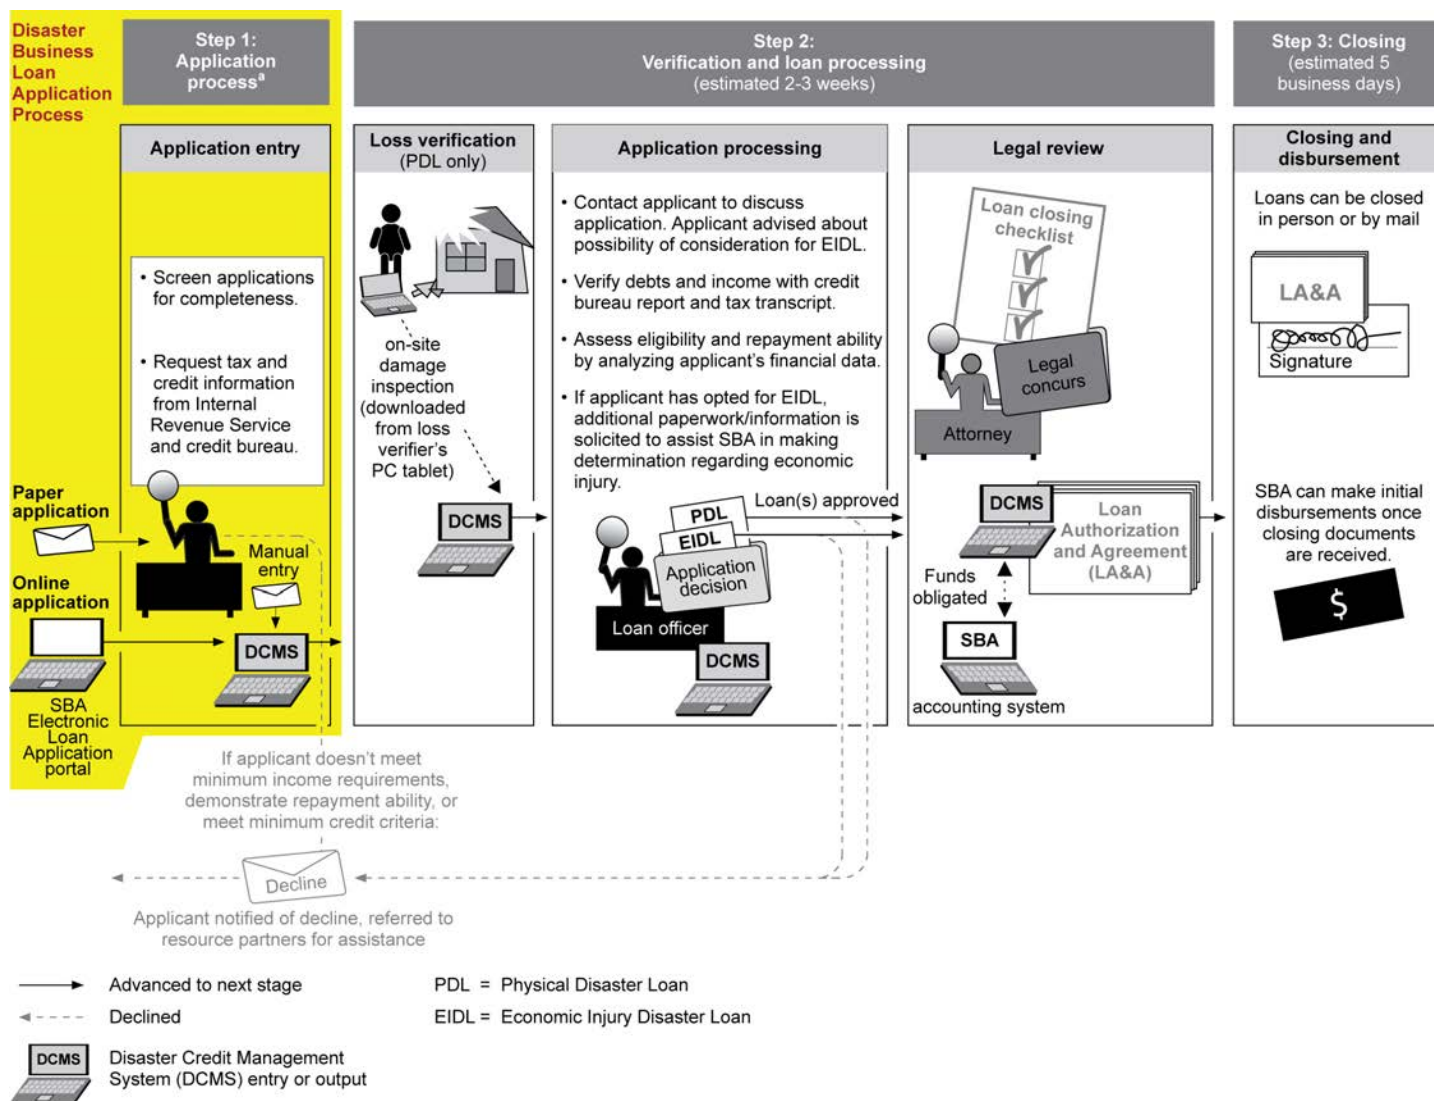 Disaster
Business
Loan
Application
Process
Step 1:
Application
processa
Step 2:
Verification and loan processing
(estimated 2-3 weeks)
Step 3: Closing
(estimated 5
business days)
Application entry
• Screen applications
for completeness.
• Request tax and
credit information
from Internal
Revenue Service
and credit bureau.
Paper
application
Manual
entry
Online
application
DCMS
SBA
Electronic
Loan
Application
portal
Loss verification
(PDL only)
on-site
damage
inspection
(downloaded
from loss
verifier's
PC tablet)
DCMS
Application processing
• Contact applicant to discuss
application. Applicant advised about
possibility of consideration for EIDL.
• Verify debts and income with credit
bureau report and tax transcript.
• Assess eligibility and repayment ability
by analyzing applicant's financial data.
• If applicant has opted for EIDL,
additional paperwork/information is
solicited to assist SBA in making
determination regarding economic
injury.
PDL
EIDL
Application
decision
Loan officer
DCMS
Loan(s) approved
Legal review
Loan closing
checklist
Legal
concurs
Attorney
DCMS
Loan
Authorization
and Agreement
(LA&A)
Funds
obligated
SBA
accounting system
Closing and
disbursement
Loans can be closed
in person or by mail
LA&A
Signature
SBA can make initial
disbursements once
closing documents
are received.
$
If applicant doesn't meet
minimum income requirements,
demonstrate repayment ability, or
meet minimum credit criteria:
Decline
Applicant notified of decline, referred to
resource partners for assistance
Advanced to next stage
PDL = Physical Disaster Loan
Declined
EIDL = Economic Injury Disaster Loan
DCMS
Disaster Credit Management
System (DCMS) entry or output